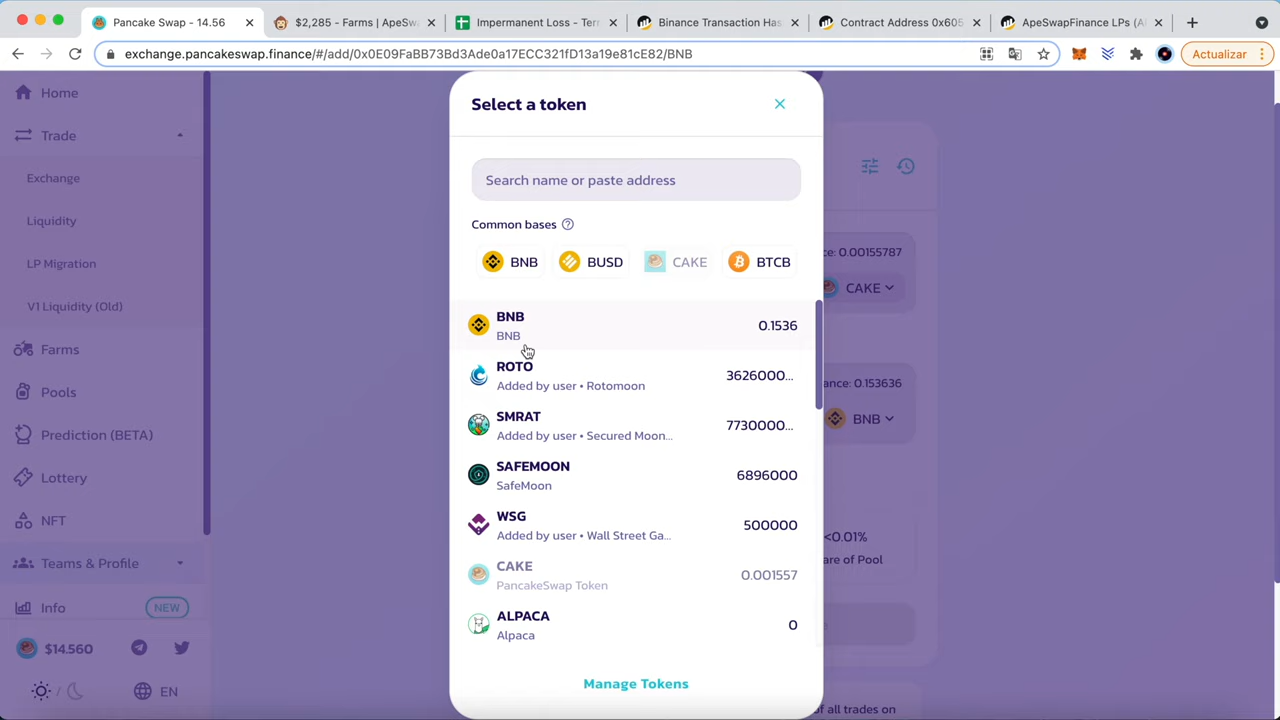 Pancake Swap - 14.56
$2,285 - Farms | ApeSw
Impermanent Loss - Terr
Binance Transaction Has
Contract Address 0x605
ApeSwapFinance LPs (A
exchange.pancakeswap.finance/#/add/0x0E09FaBB73Bd3Ade0a17ECC321fD13a19e81cE82/BNB
Actualizar
Home
Trade
Exchange
Liquidity
LP Migration
V1 Liquidity (Old)
Farms
Pools
Prediction (BETA)
Lottery
NFT
Teams & Profile
Info
NEW
$14.560
EN
Select a token
Search name or paste address
Common bases
BNB
BUSD
CAKE
BTCB
BNB
BNB
0.1536
ROTO
Added by user • Rotomoon
3626000...
SMRAT
Added by user • Secured Moon...
7730000...
SAFEMOON
SafeMoon
6896000
WSG
Added by user • Wall Street Ga...
500000
CAKE
PancakeSwap Token
0.001557
ALPACA
Alpaca
0
Manage Tokens
ce: 0.00155787
CAKE
ance: 0.153636
BNB
<0.01%
are of Pool
of all trades on